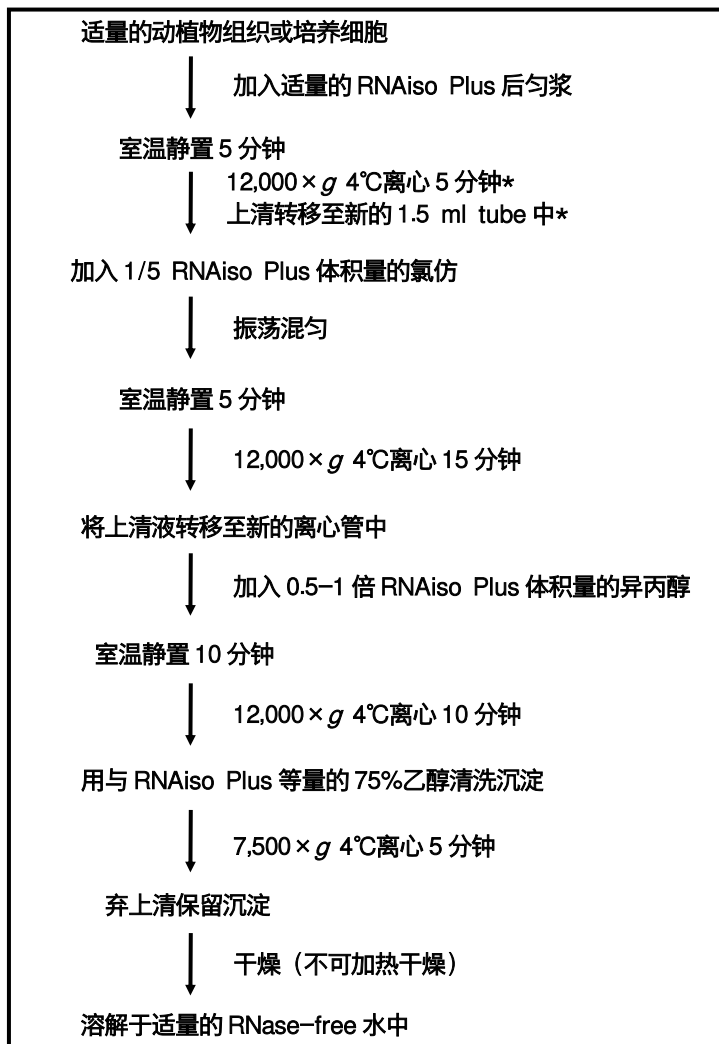 适量的动植物组织或培养细胞
加入适量的 RNAiso Plus 后匀浆
室温静置 5 分钟
12,000×g 4℃离心 5 分钟*
上清转移至新的 1.5 ml tube 中*
加入 1/5 RNAiso Plus 体积量的氯仿
振荡混匀
室温静置 5 分钟
12,000×g 4℃离心 15 分钟
将上清液转移至新的离心管中
加入 0.5-1 倍 RNAiso Plus 体积量的异丙醇
室温静置 10 分钟
12,000×g 4℃离心 10 分钟
用与 RNAiso Plus 等量的 75%乙醇清洗沉淀
7,500×g 4℃离心 5 分钟
弃上清保留沉淀
干燥（不可加热干燥）
溶解于适量的 RNase-free 水中